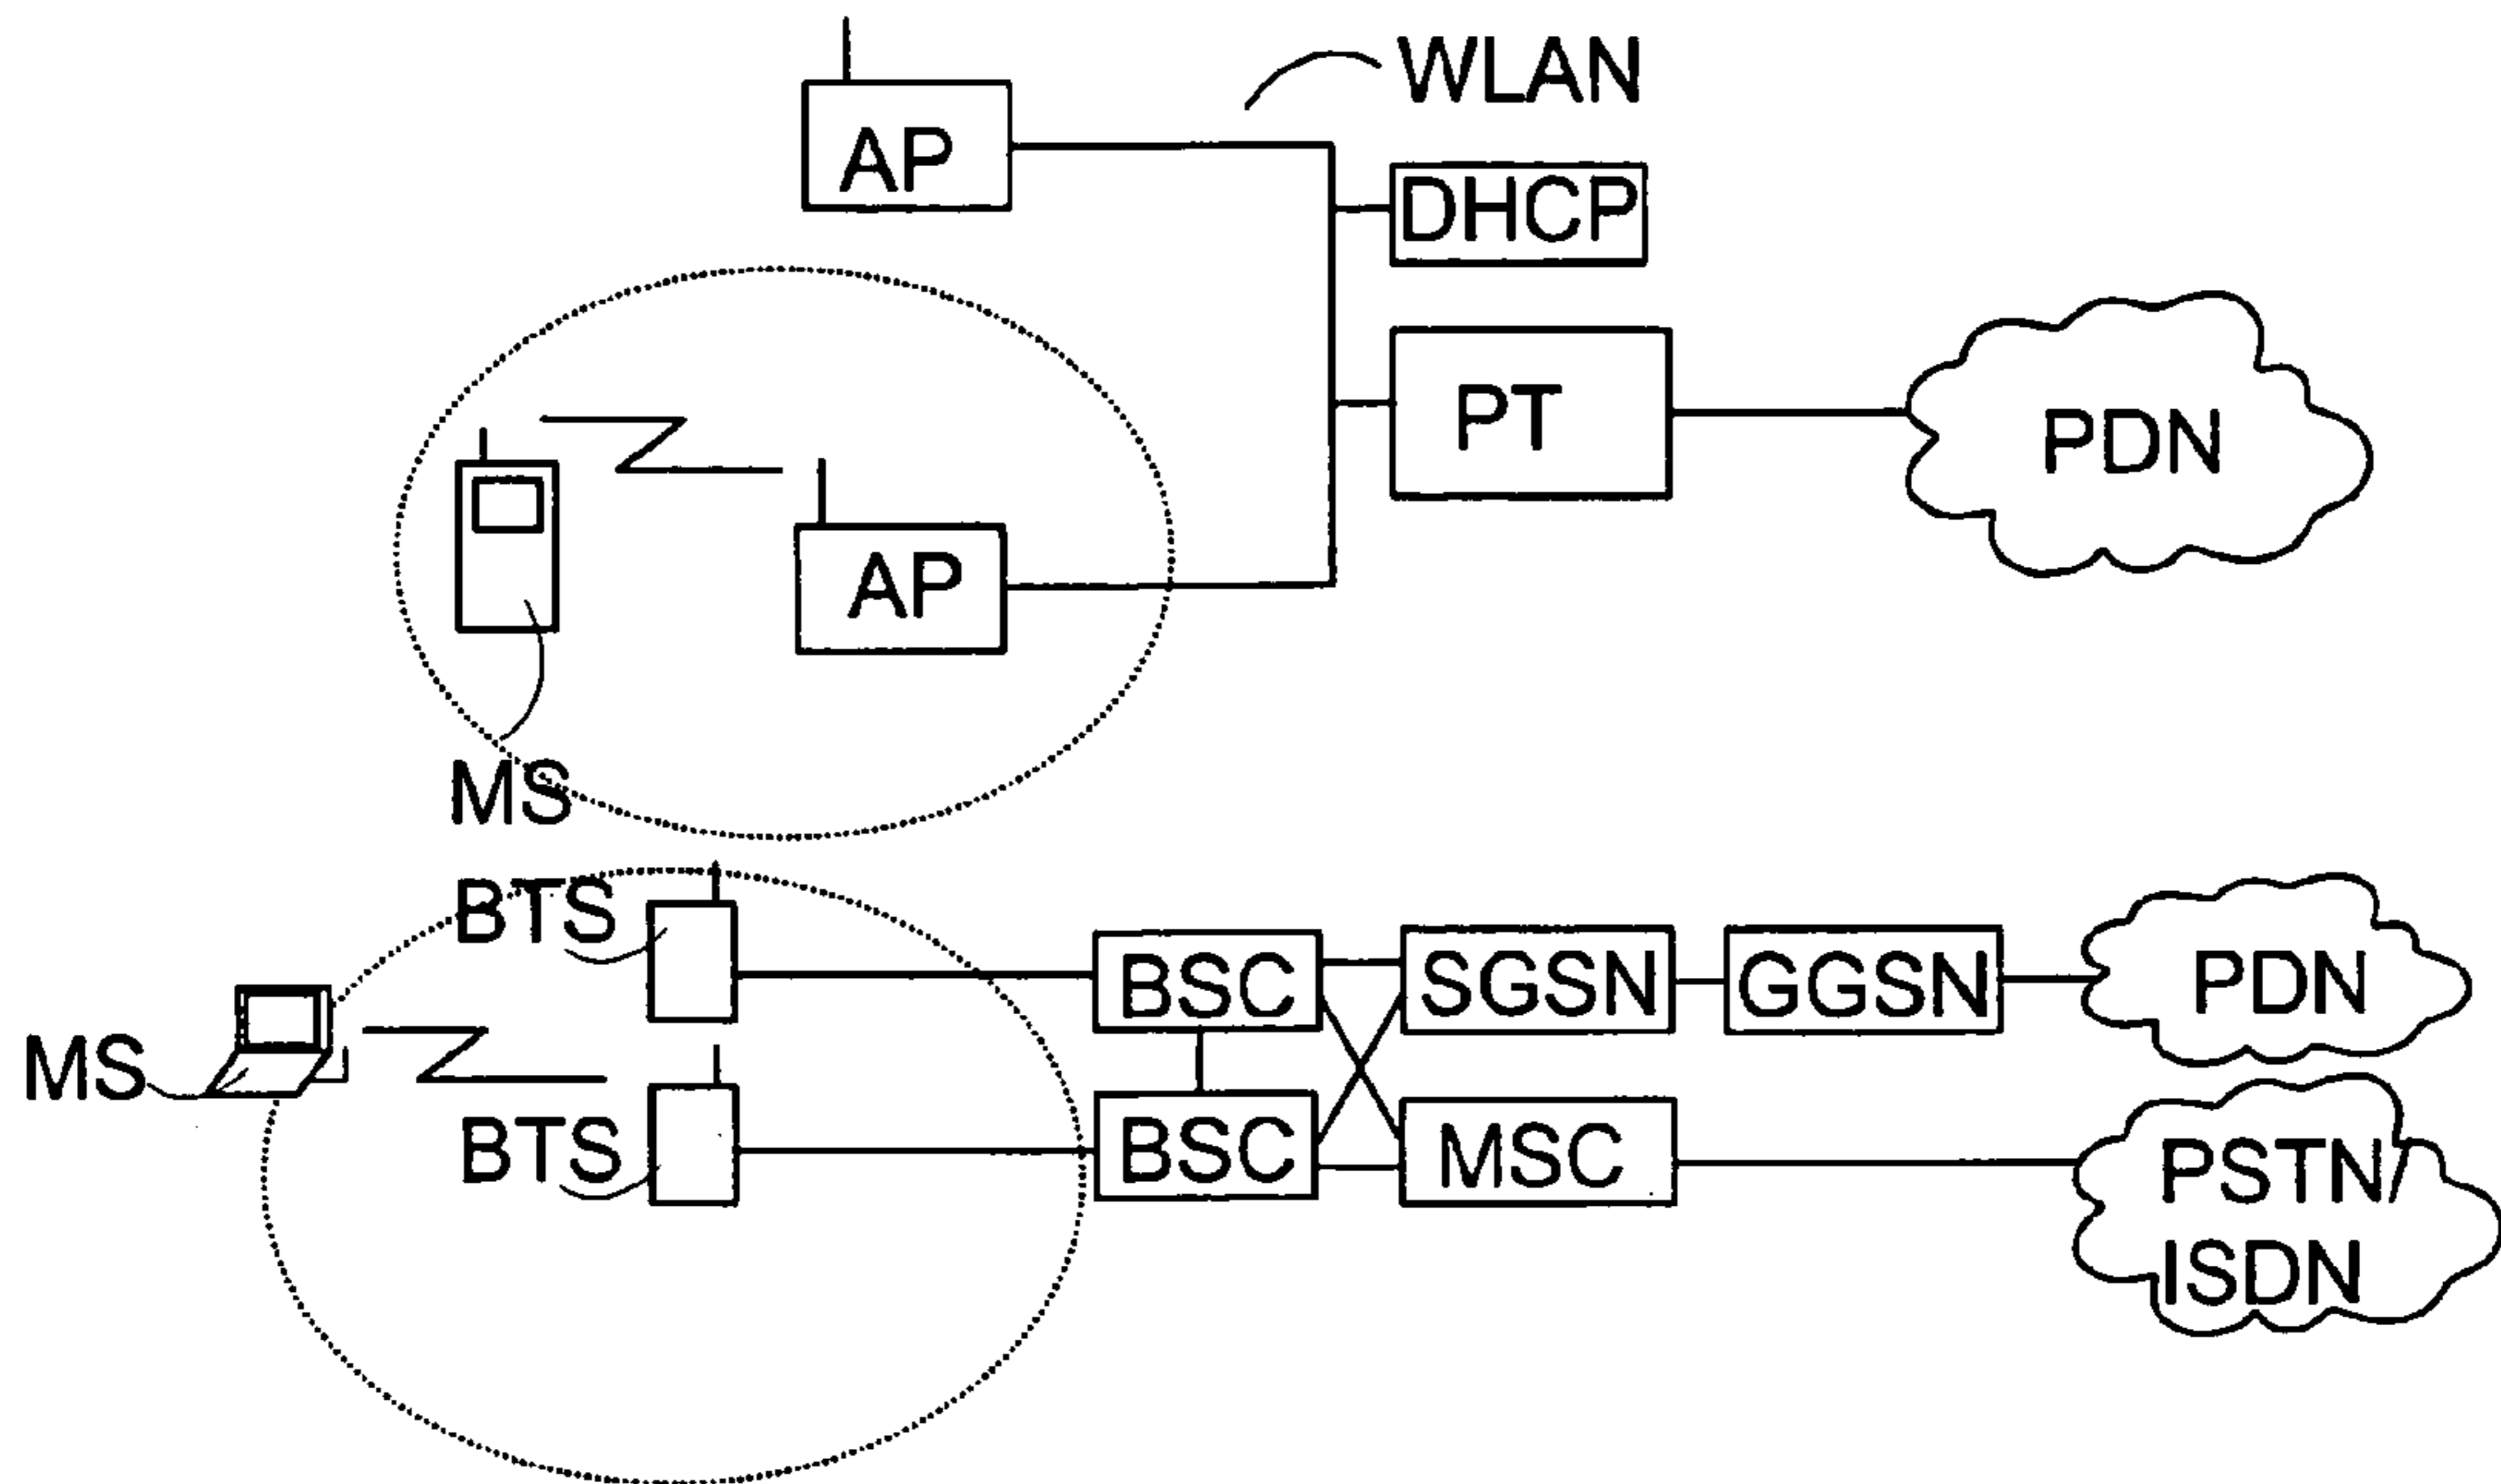 WLAN
AP
DHCP
PT
PDN
AP
MS
BTS
BSC
SGSN
GGSN
PDN
MS
BTS
BSC
MSC
PSTN/
ISDN